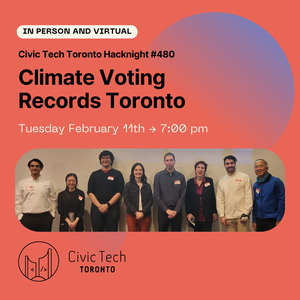 IN PERSON AND VIRTUAL
Civic Tech Toronto Hacknight #480
Climate Voting
Records Toronto
Tuesday February 11th → 7:00 pm
Civic Tech
TORONTO